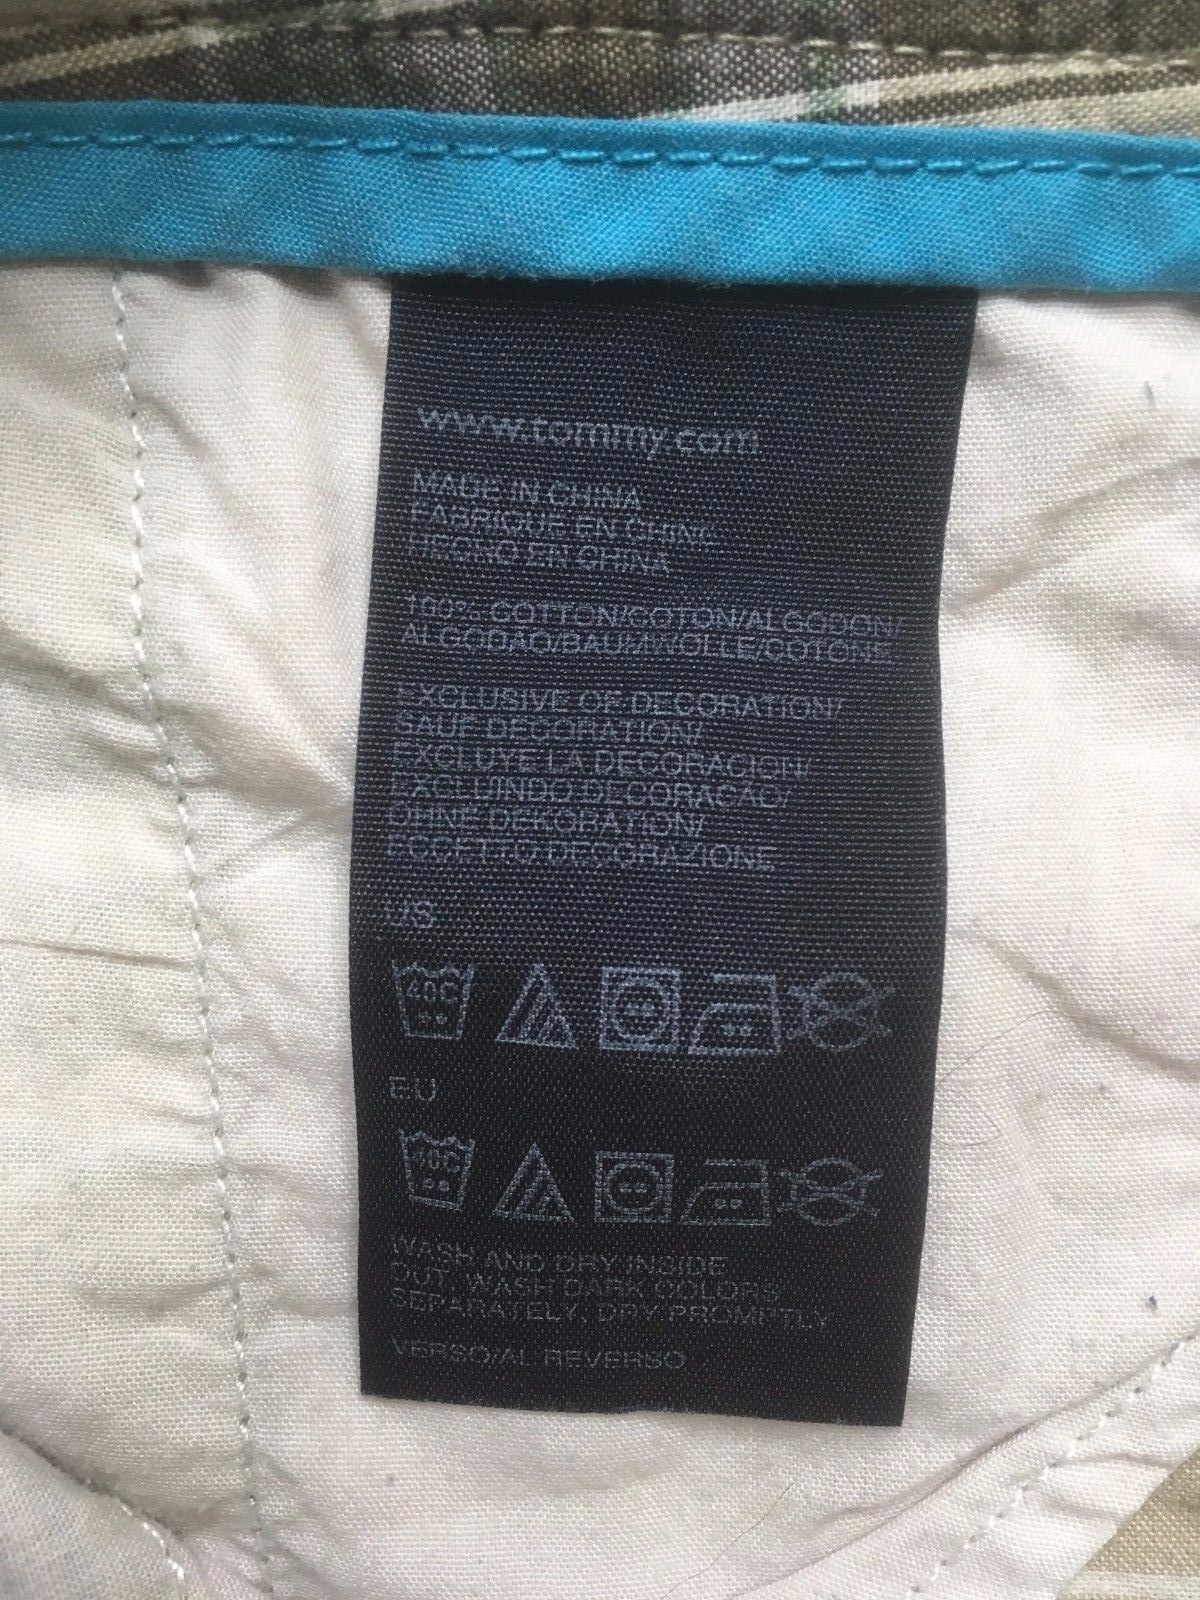 www.tommy.com
MADE IN CHINA
FABRIQUE EN CHINE
HECHO EN CHINA
100% COTTON/COTON/ALGODON/
ALGODAO/BAUMWOLLE/COTONE
EXCLUSIVE OF DECORATION/
SAUF DECORATION/
EXCLUYE LA DECORACION/
EXCLUINDO DECORACAO/
OHNE DEKORATION/
ECCETTO DECORAZIONE
US
40C
EU
40C
WASH AND DRY INSIDE
OUT, WASH DARK COLORS
SEPARATELY, DRY PROMPTLY
VERSO/AL REVERSO